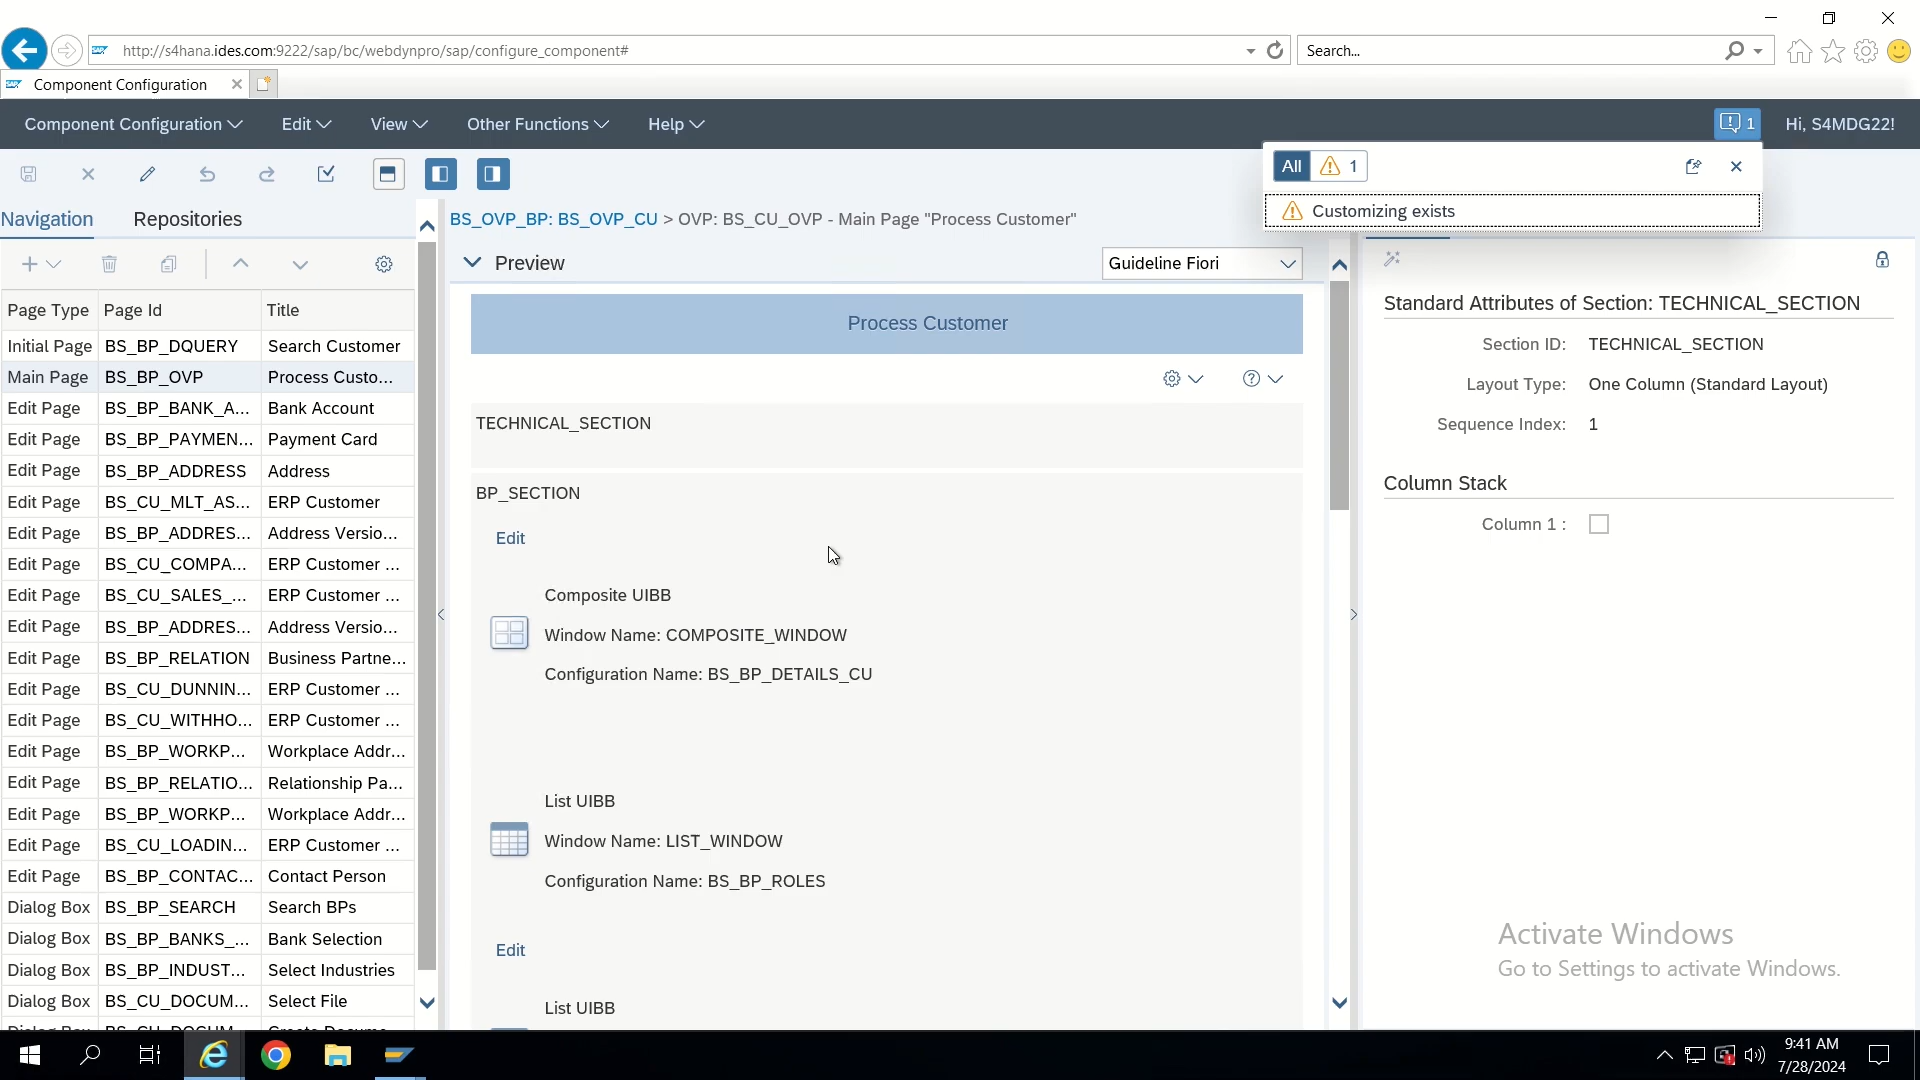 http://s4hana.ides.com:9222/sap/bc/webdynpro/sap/configure_component#
Search...
Component Configuration
Component Configuration
Edit
View
Other Functions
Help
1
Hi, S4MDG22!
All
1
Customizing exists
Navigation
Repositories
BS_OVP_BP: BS_OVP_CU > OVP: BS_CU_OVP - Main Page "Process Customer"
Preview
Guideline Fiori
Page Type Page Id Title
Initial Page BS_BP_DQUERY Search Customer
Main Page BS_BP_OVP Process Custo...
Edit Page BS_BP_BANK_A... Bank Account
Edit Page BS_BP_PAYMEN... Payment Card
Edit Page BS_BP_ADDRESS Address
Edit Page BS_CU_MLT_AS... ERP Customer
Edit Page BS_BP_ADDRES... Address Versio...
Edit Page BS_CU_COMPA... ERP Customer ...
Edit Page BS_CU_SALES_... ERP Customer ...
Edit Page BS_BP_ADDRES... Address Versio...
Edit Page BS_BP_RELATION Business Partne...
Edit Page BS_CU_DUNNIN... ERP Customer ...
Edit Page BS_CU_WITHHO... ERP Customer ...
Edit Page BS_BP_WORKP... Workplace Addr...
Edit Page BS_BP_RELATIO... Relationship Pa...
Edit Page BS_BP_WORKP... Workplace Addr...
Edit Page BS_CU_LOADIN... ERP Customer ...
Edit Page BS_BP_CONTAC... Contact Person
Dialog Box BS_BP_SEARCH Search BPs
Dialog Box BS_BP_BANKS_... Bank Selection
Dialog Box BS_BP_INDUST... Select Industries
Dialog Box BS_CU_DOCUM... Select File
Process Customer
TECHNICAL_SECTION
BP_SECTION
Edit
Composite UIBB
Window Name: COMPOSITE_WINDOW
Configuration Name: BS_BP_DETAILS_CU
List UIBB
Window Name: LIST_WINDOW
Configuration Name: BS_BP_ROLES
Edit
List UIBB
Standard Attributes of Section: TECHNICAL_SECTION
Section ID: TECHNICAL_SECTION
Layout Type: One Column (Standard Layout)
Sequence Index: 1
Column Stack
Column 1 :
Activate Windows
Go to Settings to activate Windows.
9:41 AM
7/28/2024